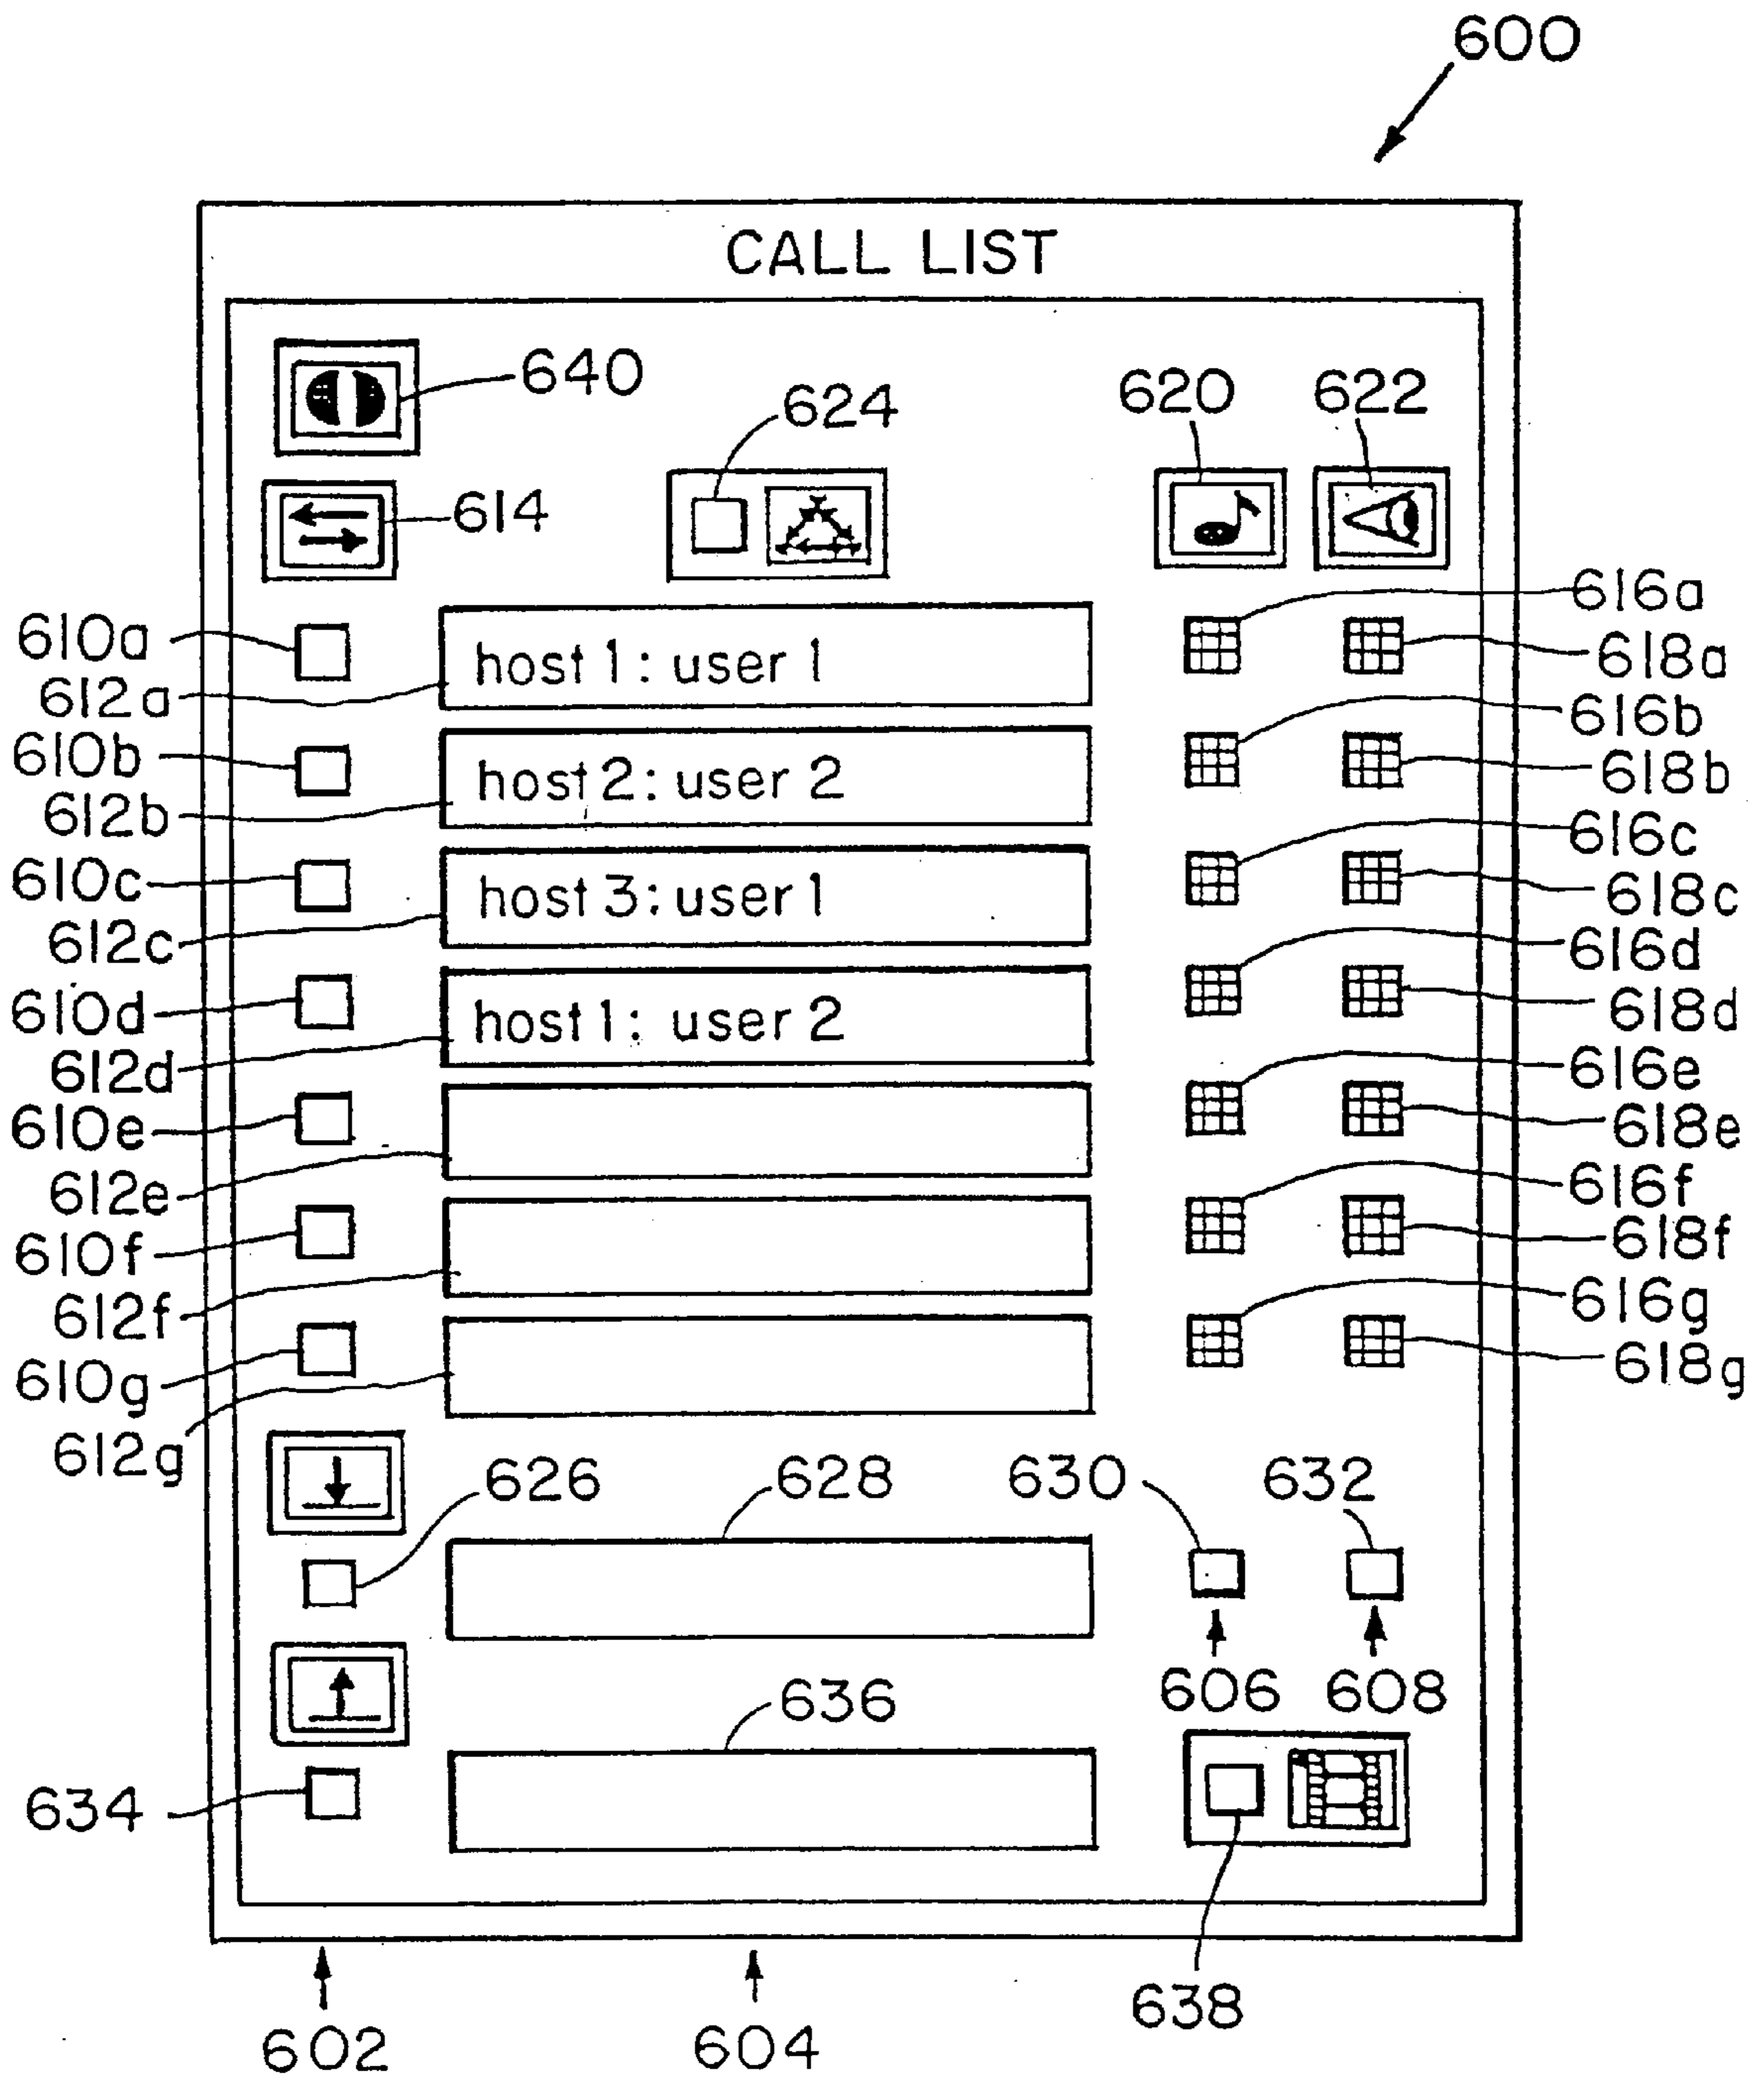 600
CALL LIST
640
624
620
622
614
616a
610a
host 1: user 1
618a
612a
616b
610b
host 2: user 2
618b
612b
616c
610c
host 3: user 1
618c
612c
616d
610d
host 1: user 2
618d
612d
616e
610e
618e
612e
616f
610f
618f
612f
616g
610g
618g
612g
626
628
630
632
606
608
636
634
638
602
604